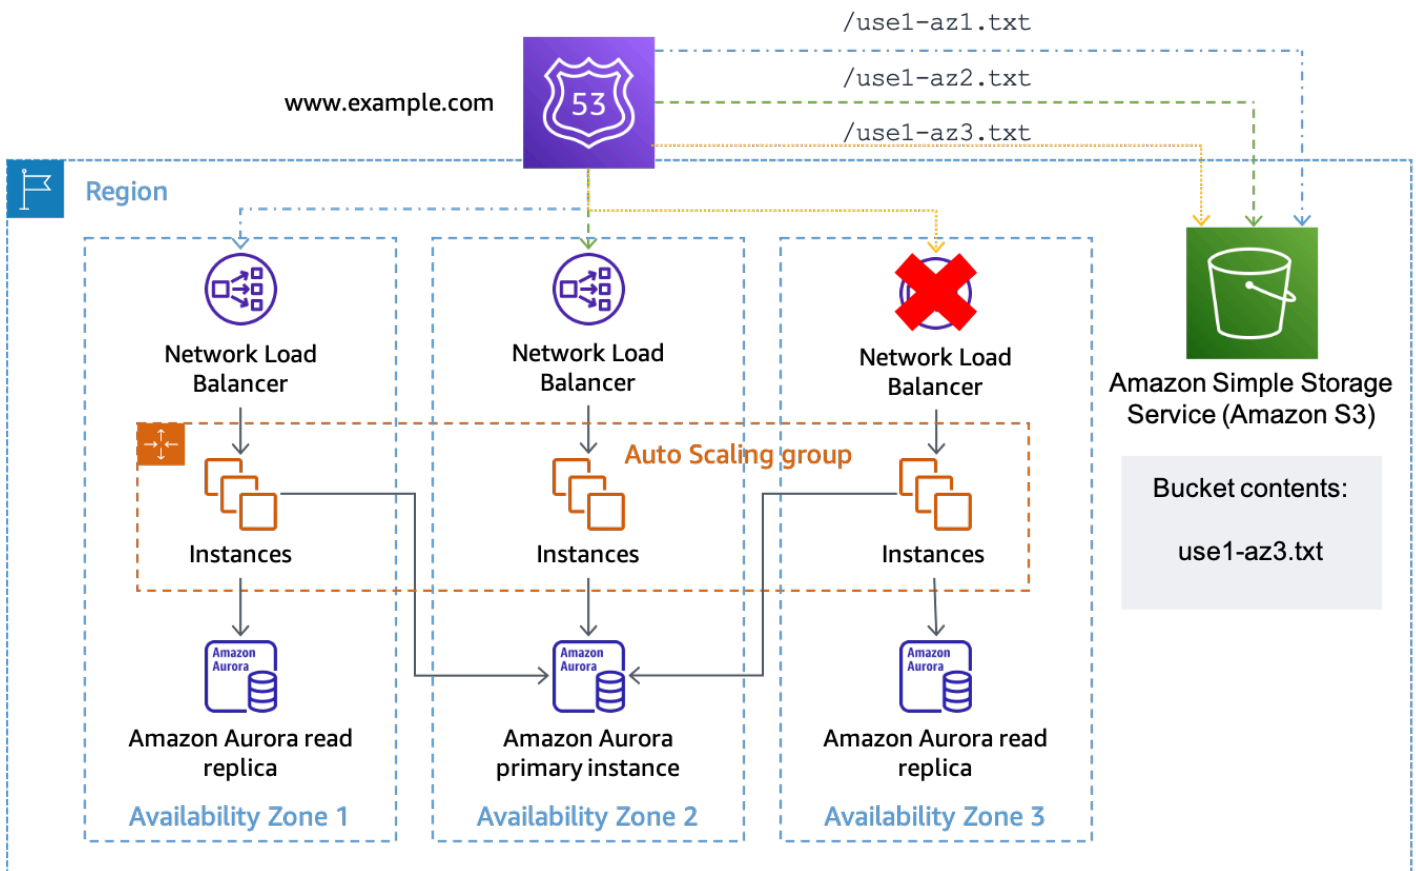 /use1-az1.txt
/use1-az2.txt
/use1-az3.txt
www.example.com
53
Region
Network Load
Balancer
Network Load
Balancer
Network Load
Balancer
Amazon Simple Storage
Service (Amazon S3)
Auto Scaling group
Bucket contents:
use1-az3.txt
Instances
Instances
Instances
Amazon
Aurora
Amazon
Aurora
Amazon
Aurora
Amazon Aurora read
replica
Amazon Aurora
primary instance
Amazon Aurora read
replica
Availability Zone 1
Availability Zone 2
Availability Zone 3